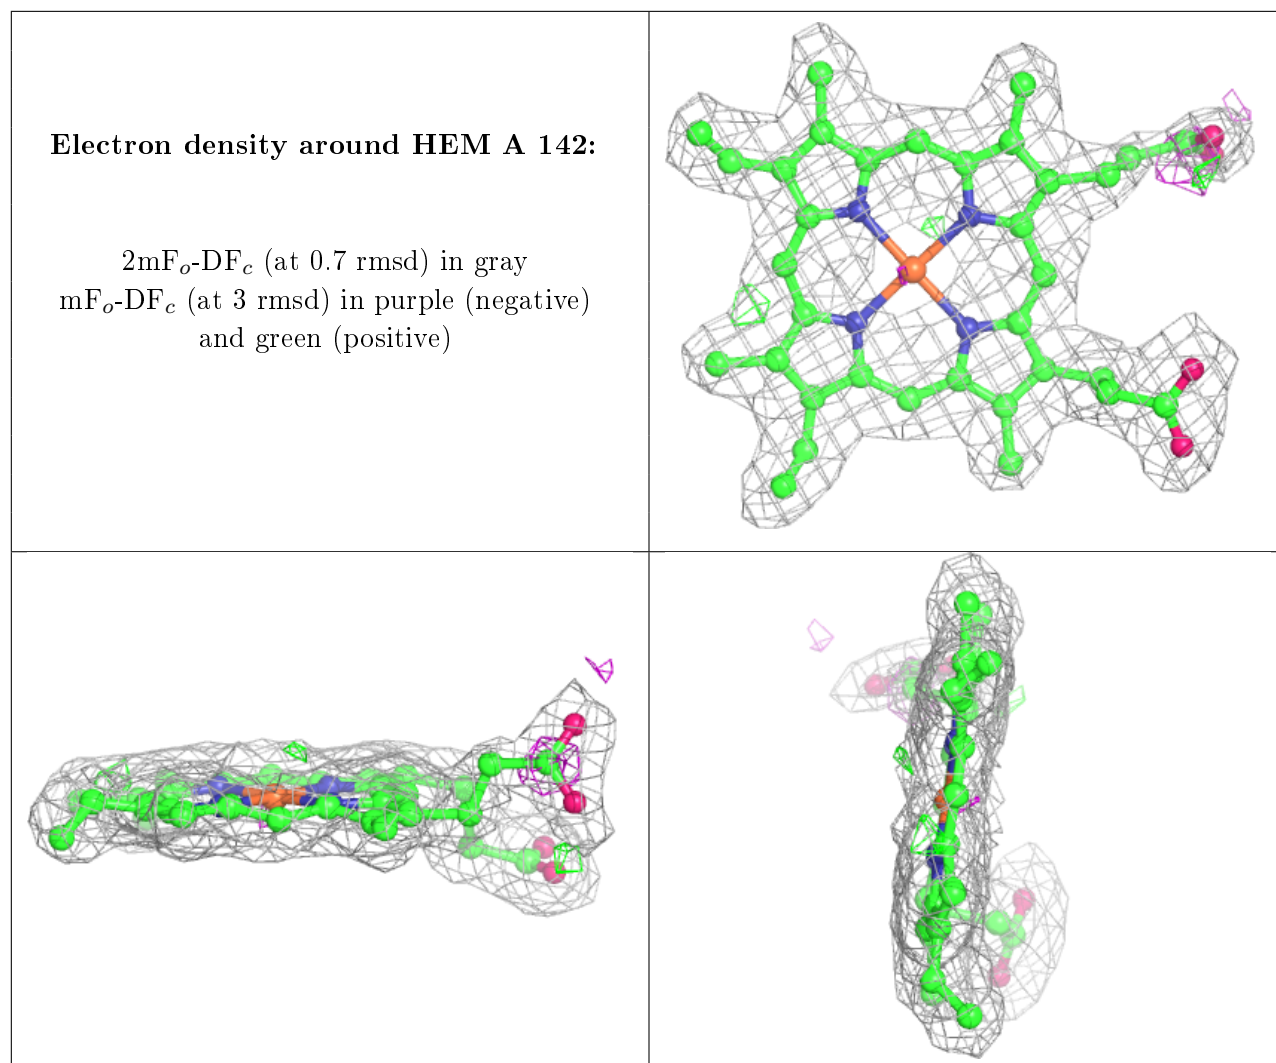 Electron density around HEM A 142:
2mFₒ-DF𝒸 (at 0.7 rmsd) in gray
mFₒ-DF𝒸 (at 3 rmsd) in purple (negative)
and green (positive)